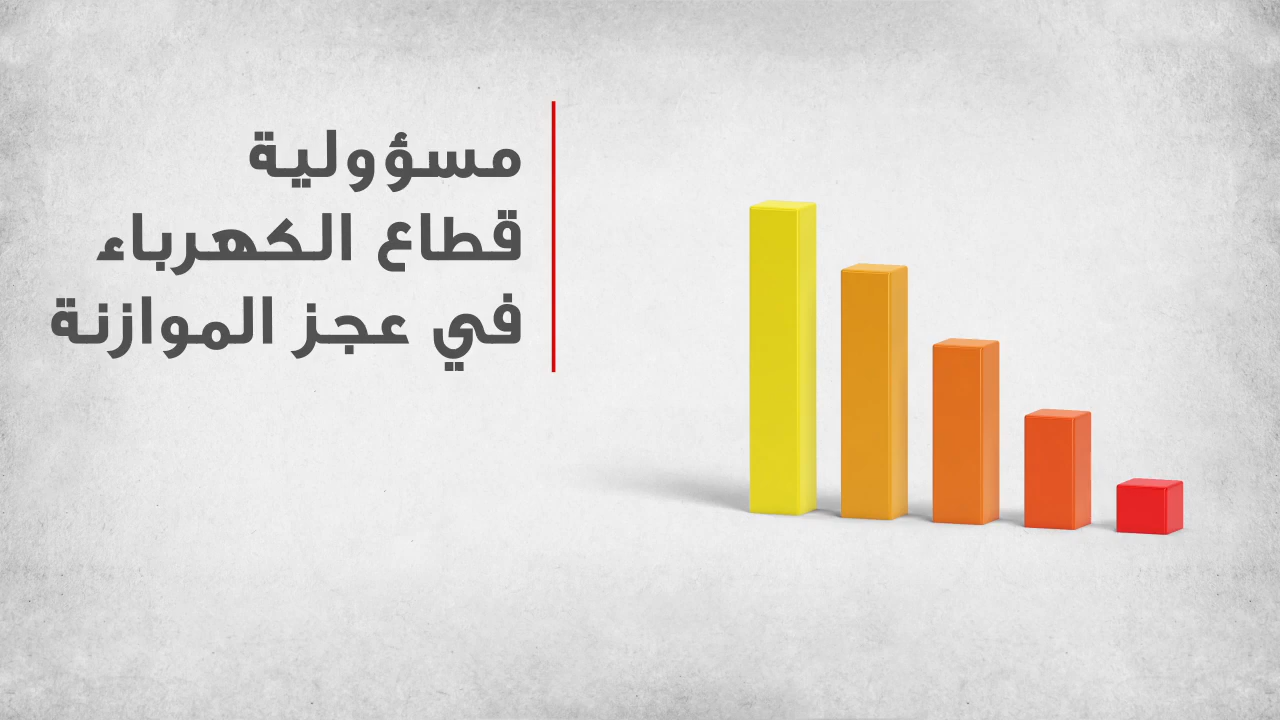 مسؤولية
قطاع الكهرباء
في عجز الموازنة